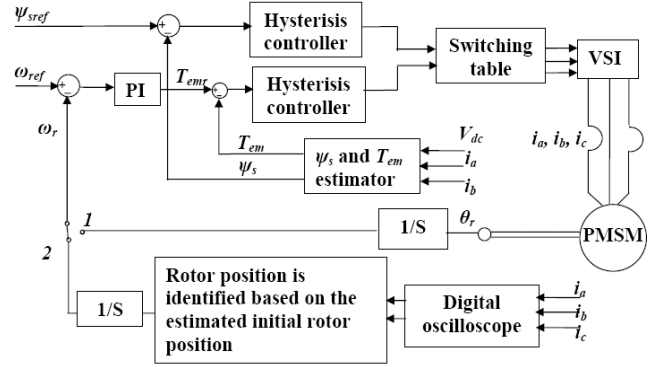 ψsref
Hysterisis
controller
Switching
table
VSI
ωref
PI
Temr
Hysterisis
controller
ωr
Tem
ψs
ψs and Tem
estimator
Vdc
ia
ib
ia, ib, ic
1
2
1/S
θr
PMSM
1/S
Rotor position is
identified based on the
estimated initial rotor
position
Digital
oscilloscope
ia
ib
ic